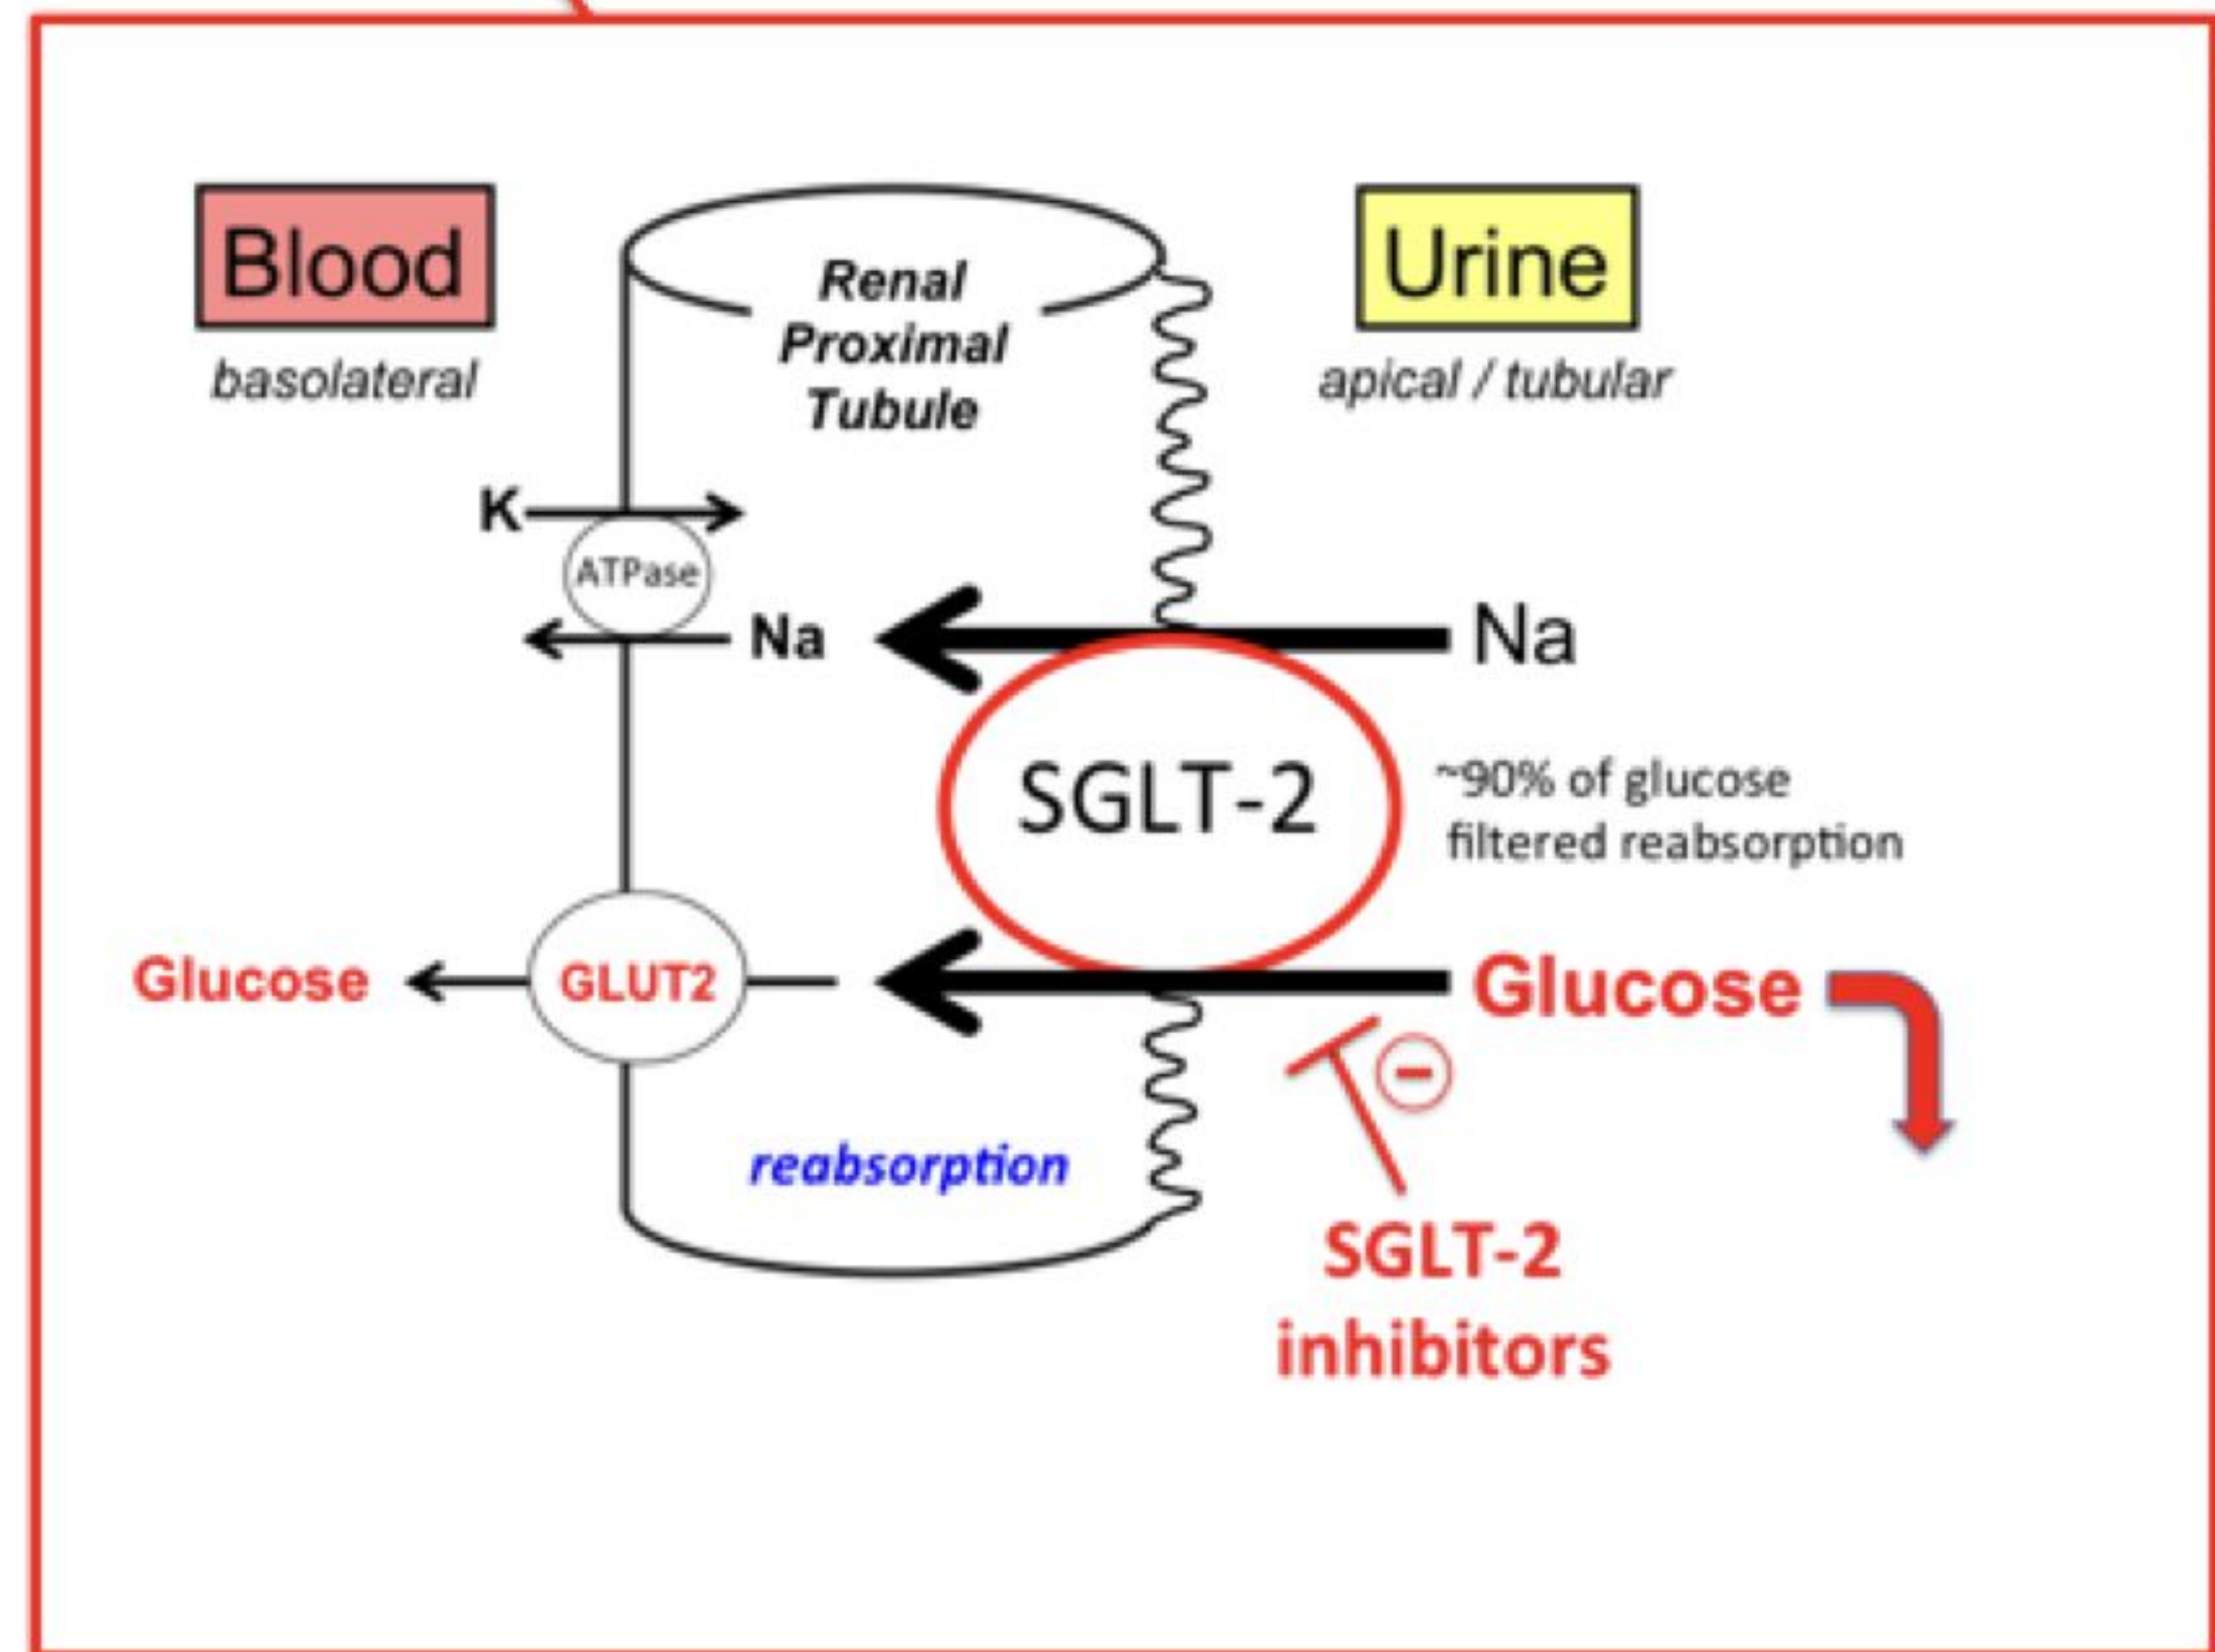 Blood
basolateral
Renal
Proximal
Tubule
Urine
apical / tubular
K
ATPase
Na
Na
SGLT-2
~90% of glucose
filtered reabsorption
Glucose
GLUT2
Glucose
−
reabsorption
SGLT-2
inhibitors